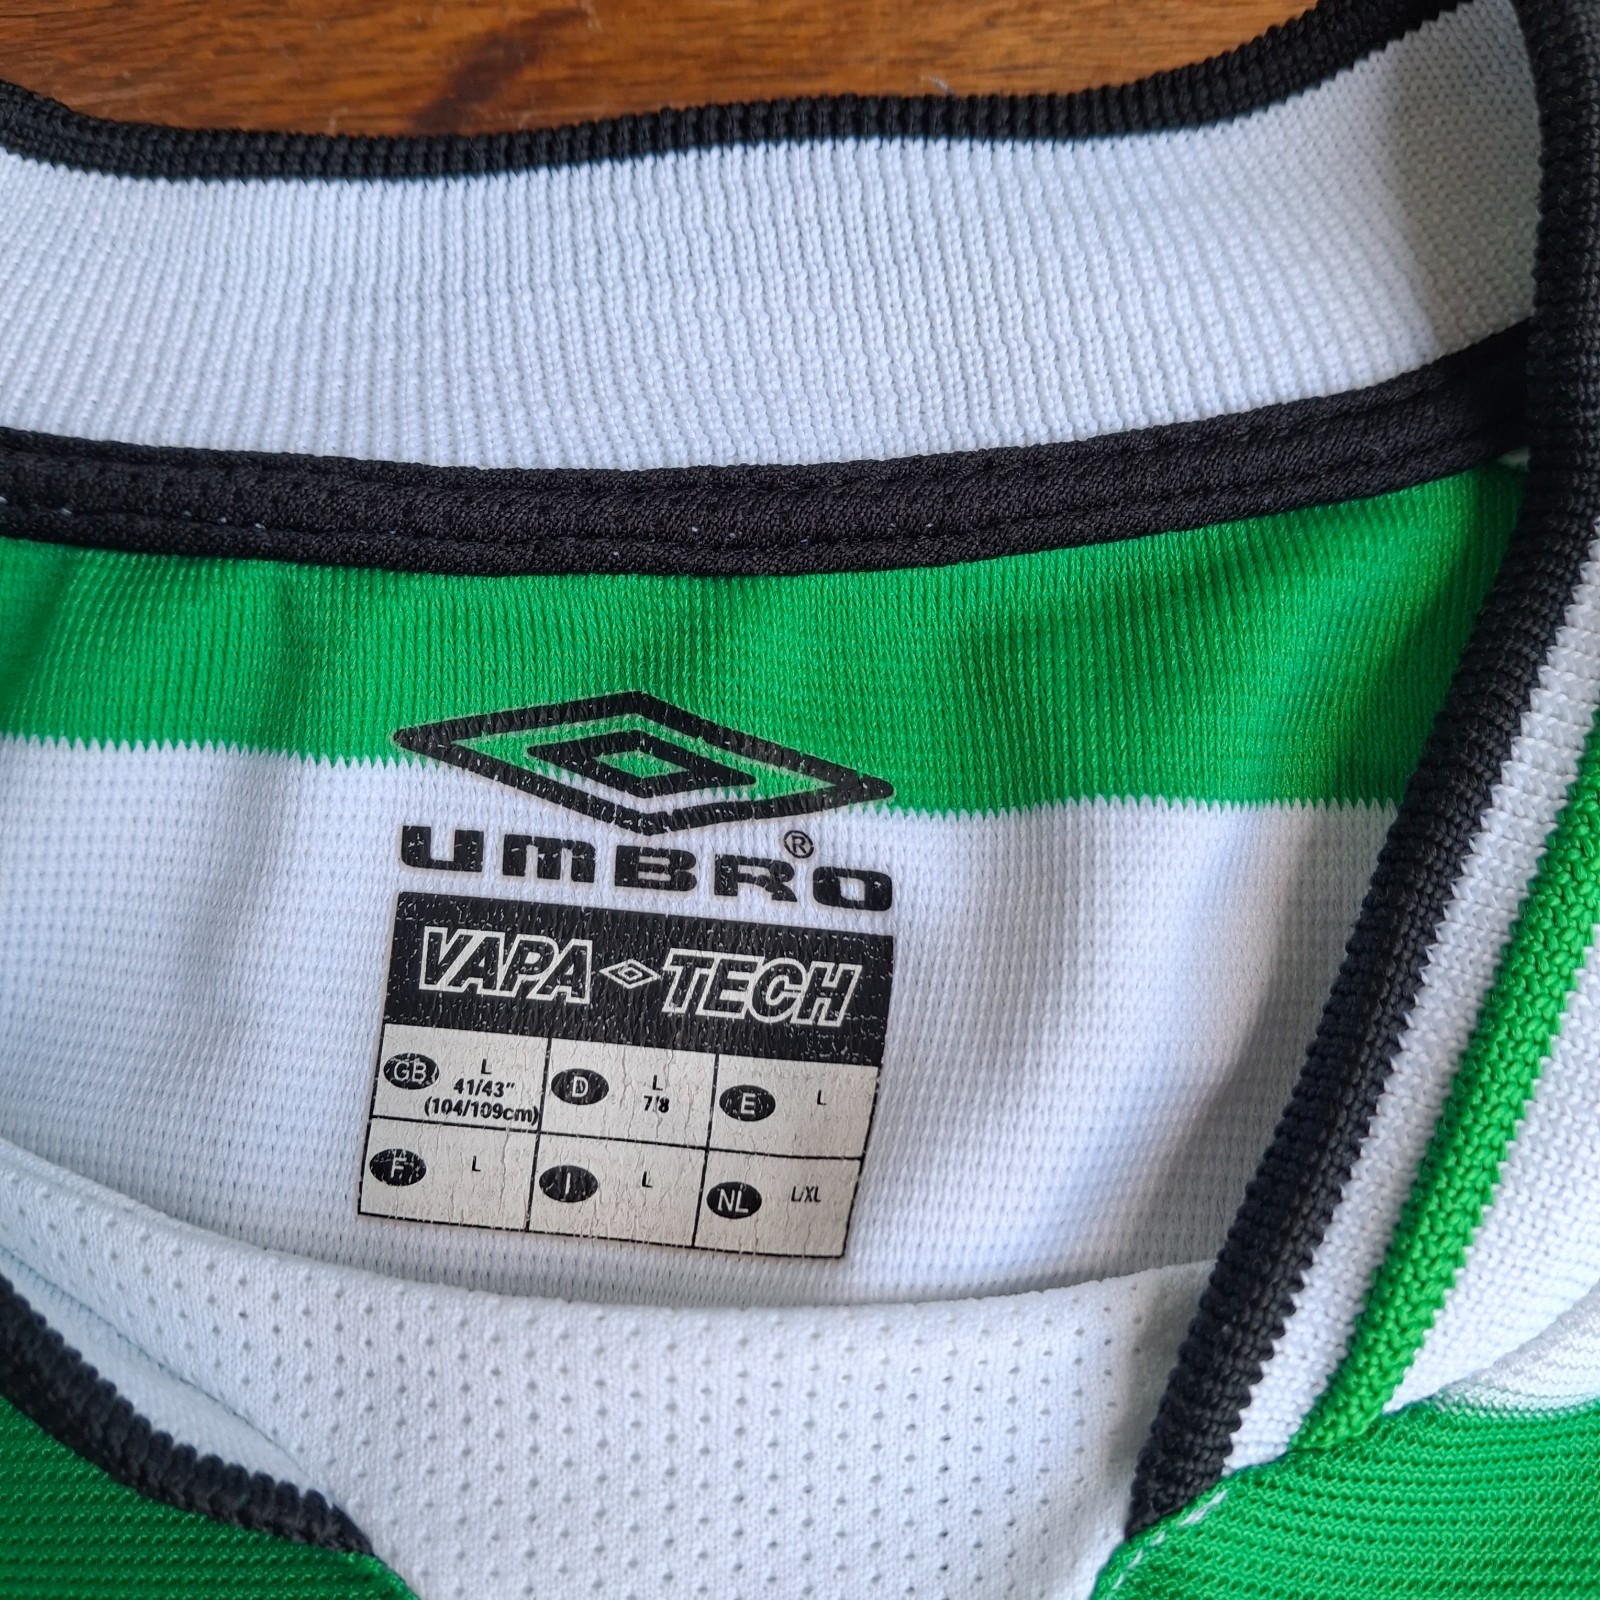 UMBRO®
VAPA TECH
GB L
41/43"
(104/109cm)
D L
7/8
E L
F L
I L
NL L/XL